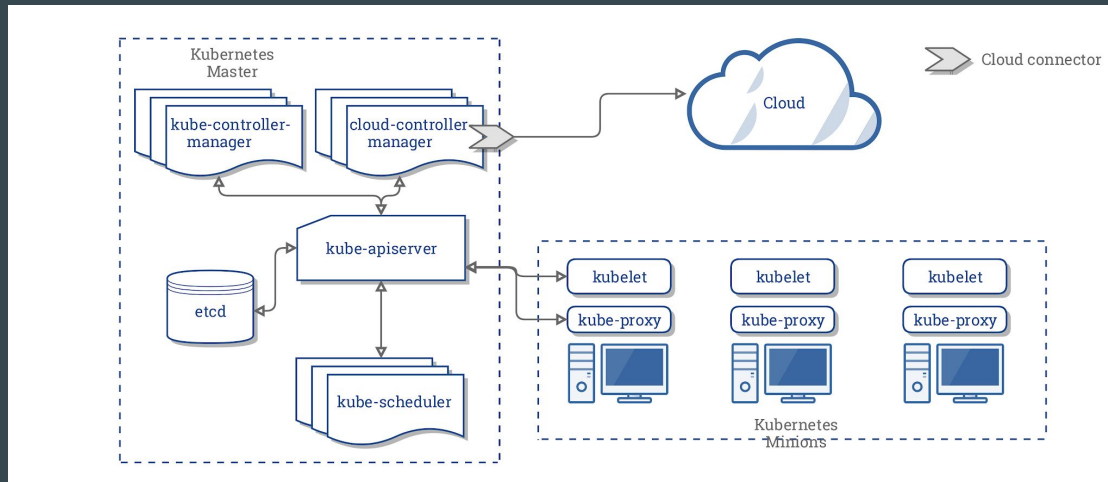 Kubernetes
Master
kube-controller-
manager
cloud-controller
manager
Cloud
Cloud connector
kube-apiserver
etcd
kube-scheduler
kubelet
kubelet
kubelet
kube-proxy
kube-proxy
kube-proxy
Kubernetes
Minions